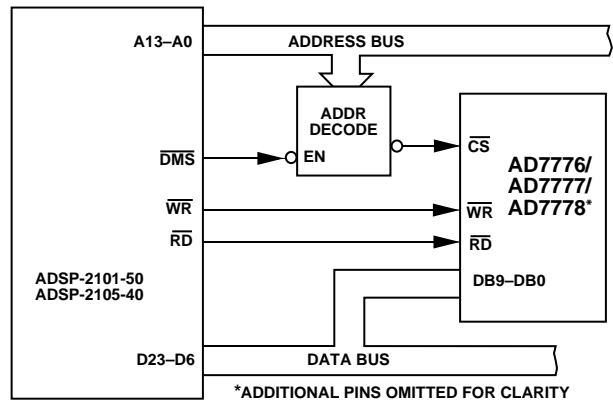 A13–A0
ADDRESS BUS
ADDR
DECODE
EN
DMS
CS
AD7776/
AD7777/
AD7778*
WR
WR
RD
RD
ADSP-2101-50
ADSP-2105-40
DB9–DB0
D23–D6
DATA BUS
*ADDITIONAL PINS OMITTED FOR CLARITY